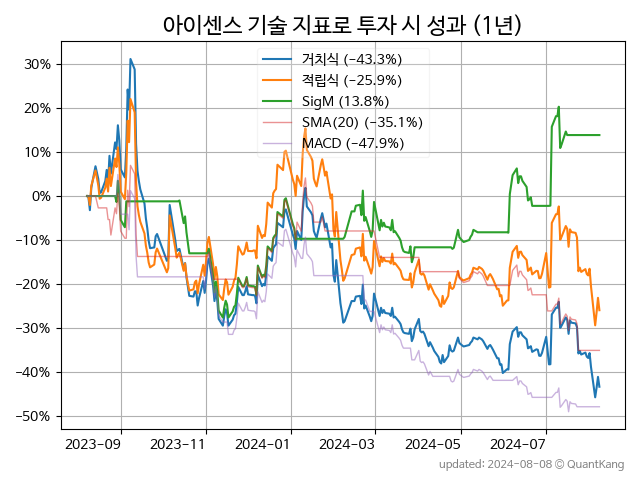 아이센스 기술 지표로 투자 시 성과 (1년)
거치식 (−43.3%)
적립식 (−25.9%)
SigM (13.8%)
SMA(20) (−35.1%)
MACD (−47.9%)
30%
20%
10%
0%
−10%
−20%
−30%
−40%
−50%
2023-09 2023-11 2024-01 2024-03 2024-05 2024-07
updated: 2024-08-08 © QuantKang